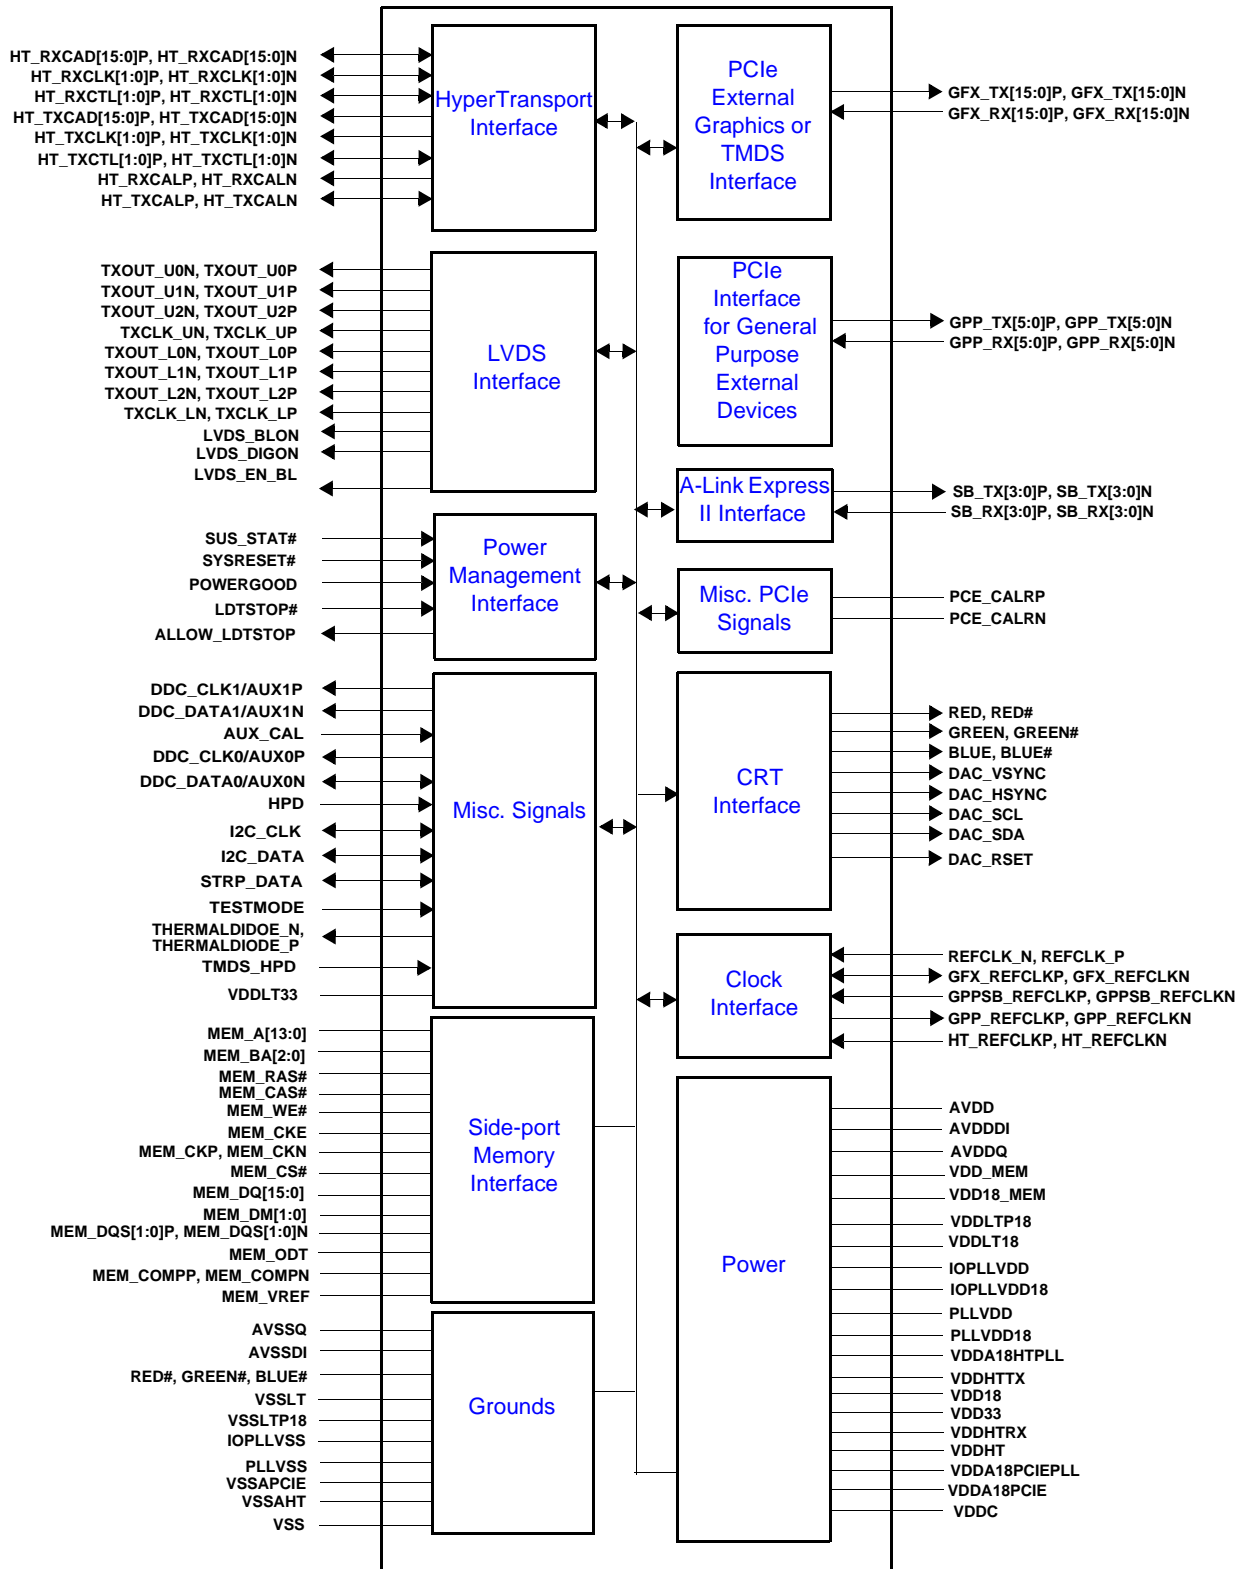 HT_RXCAD[15:0]P, HT_RXCAD[15:0]N
HT_RXCLK[1:0]P, HT_RXCLK[1:0]N
HT_RXCTL[1:0]P, HT_RXCTL[1:0]N
HT_TXCAD[15:0]P, HT_TXCAD[15:0]N
HT_TXCLK[1:0]P, HT_TXCLK[1:0]N
HT_TXCTL[1:0]P, HT_TXCTL[1:0]N
HT_RXCALP, HT_RXCALN
HT_TXCALP, HT_TXCALN
HyperTransport
Interface
PCIe
External
Graphics or
TMDS
Interface
GFX_TX[15:0]P, GFX_TX[15:0]N
GFX_RX[15:0]P, GFX_RX[15:0]N
TXOUT_U0N, TXOUT_U0P
TXOUT_U1N, TXOUT_U1P
TXOUT_U2N, TXOUT_U2P
TXCLK_UN, TXCLK_UP
TXOUT_L0N, TXOUT_L0P
TXOUT_L1N, TXOUT_L1P
TXOUT_L2N, TXOUT_L2P
TXCLK_LN, TXCLK_LP
LVDS_BLON
LVDS_DIGON
LVDS_EN_BL
LVDS
Interface
PCIe
Interface
for General
Purpose
External
Devices
GPP_TX[5:0]P, GPP_TX[5:0]N
GPP_RX[5:0]P, GPP_RX[5:0]N
A-Link Express
II Interface
SB_TX[3:0]P, SB_TX[3:0]N
SB_RX[3:0]P, SB_RX[3:0]N
SUS_STAT#
SYSRESET#
POWERGOOD
LDTSTOP#
ALLOW_LDTSTOP
Power
Management
Interface
Misc. PCIe
Signals
PCE_CALRP
PCE_CALRN
DDC_CLK1/AUX1P
DDC_DATA1/AUX1N
AUX_CAL
DDC_CLK0/AUX0P
DDC_DATA0/AUX0N
HPD
I2C_CLK
I2C_DATA
STRP_DATA
TESTMODE
THERMALDIDOE_N,
THERMALDIODE_P
TMDS_HPD
VDDLT33
Misc. Signals
CRT
Interface
RED, RED#
GREEN, GREEN#
BLUE, BLUE#
DAC_VSYNC
DAC_HSYNC
DAC_SCL
DAC_SDA
DAC_RSET
Clock
Interface
REFCLK_N, REFCLK_P
GFX_REFCLKP, GFX_REFCLKN
GPPSB_REFCLKP, GPPSB_REFCLKN
GPP_REFCLKP, GPP_REFCLKN
HT_REFCLKP, HT_REFCLKN
MEM_A[13:0]
MEM_BA[2:0]
MEM_RAS#
MEM_CAS#
MEM_WE#
MEM_CKE
MEM_CKP, MEM_CKN
MEM_CS#
MEM_DQ[15:0]
MEM_DM[1:0]
MEM_DQS[1:0]P, MEM_DQS[1:0]N
MEM_ODT
MEM_COMPP, MEM_COMPN
MEM_VREF
Side-port
Memory
Interface
Power
AVDD
AVDDDI
AVDDQ
VDD_MEM
VDD18_MEM
VDDLTP18
VDDLT18
IOPLLVDD
IOPLLVDD18
PLLVDD
PLLVDD18
VDDA18HTPLL
VDDHTTX
VDD18
VDD33
VDDHTRX
VDDHT
VDDA18PCIEPLL
VDDA18PCIE
VDDC
AVSSQ
AVSSDI
RED#, GREEN#, BLUE#
VSSLT
VSSLTP18
IOPLLVSS
PLLVSS
VSSAPCIE
VSSAHT
VSS
Grounds